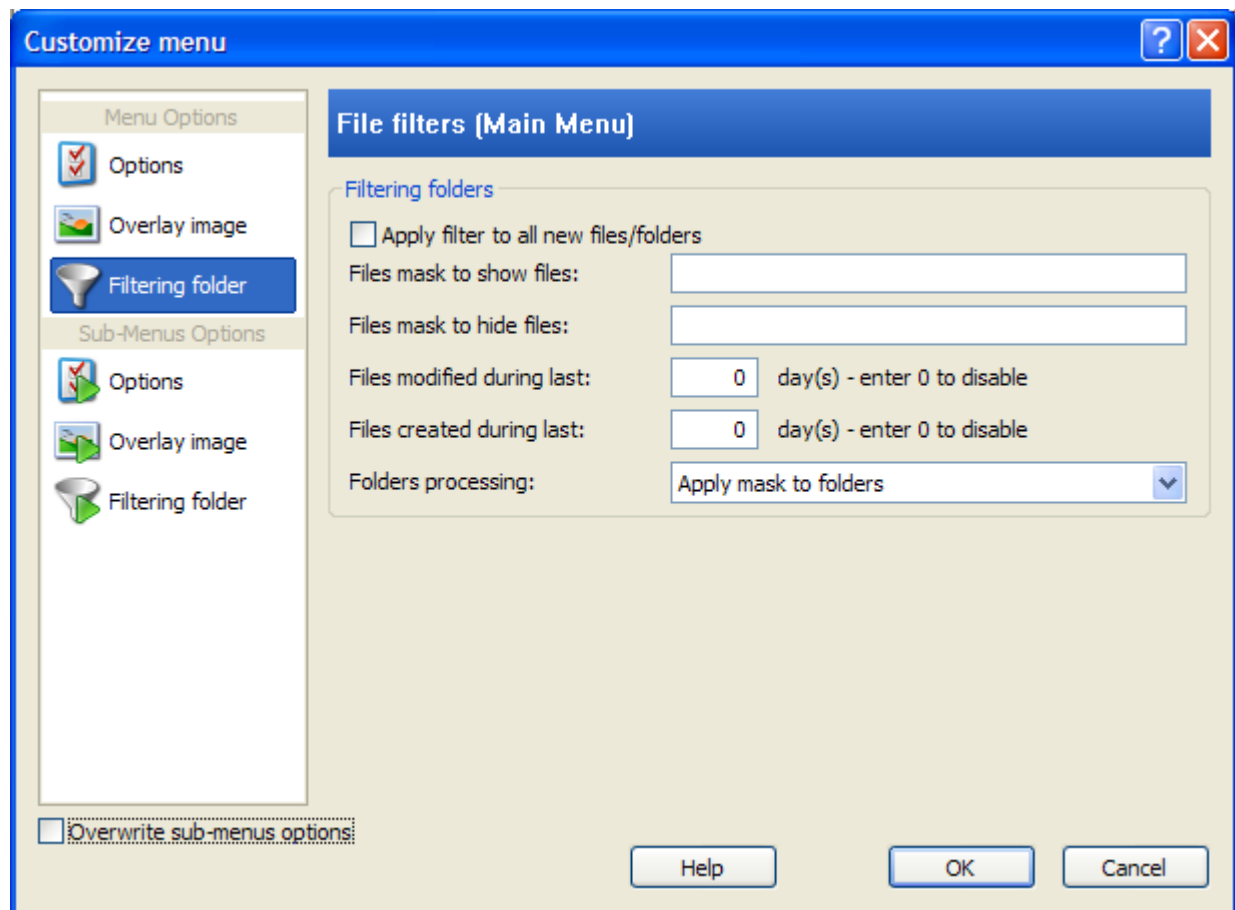 Customize menu
Menu Options
Options
Overlay image
Filtering folder
Sub-Menus Options
Options
Overlay image
Filtering folder
Overwrite sub-menus options
File filters (Main Menu)
Filtering folders
Apply filter to all new files/folders
Files mask to show files:
Files mask to hide files:
Files modified during last: 0 day(s) - enter 0 to disable
Files created during last: 0 day(s) - enter 0 to disable
Folders processing: Apply mask to folders
Help OK Cancel